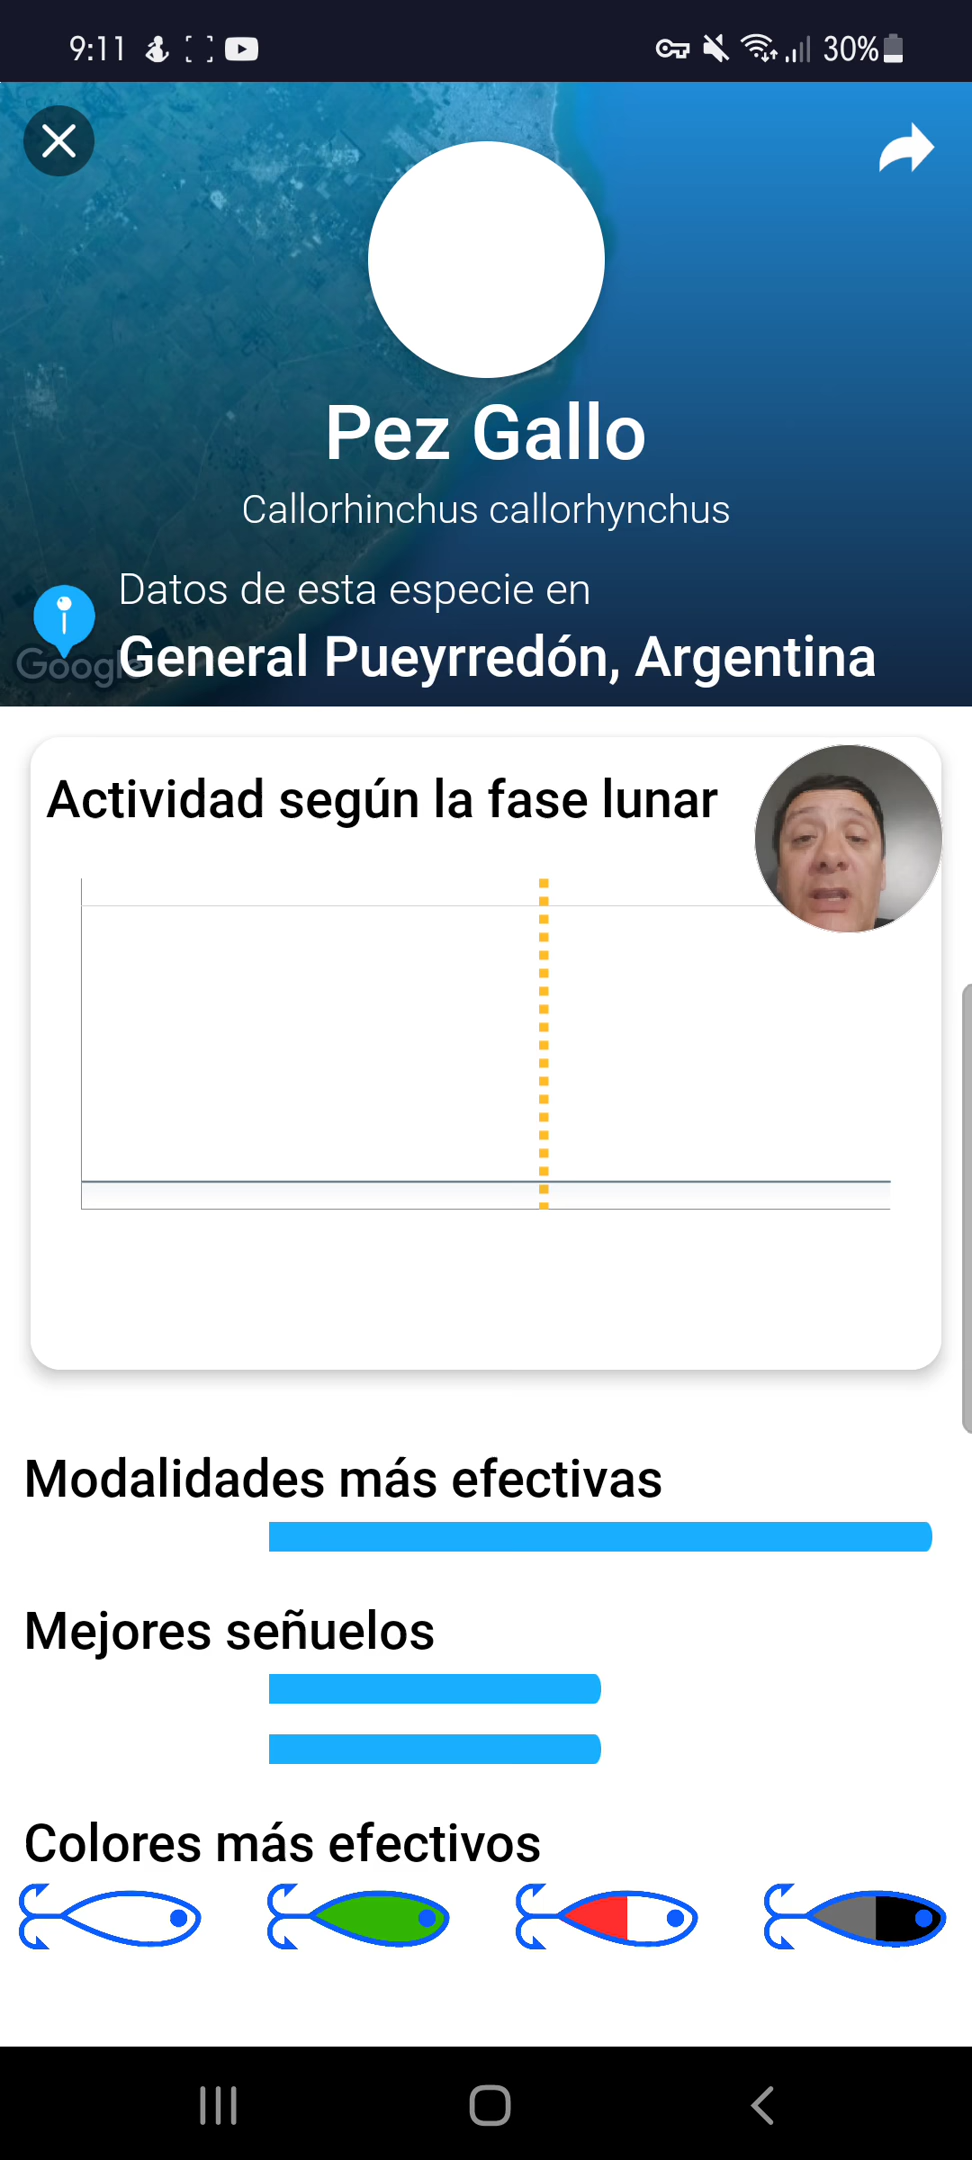 9:11
30%
Pez Gallo
Callorhinchus callorhynchus
Datos de esta especie en
Google
General Pueyrredón, Argentina
Actividad según la fase lunar
Modalidades más efectivas
Mejores señuelos
Colores más efectivos